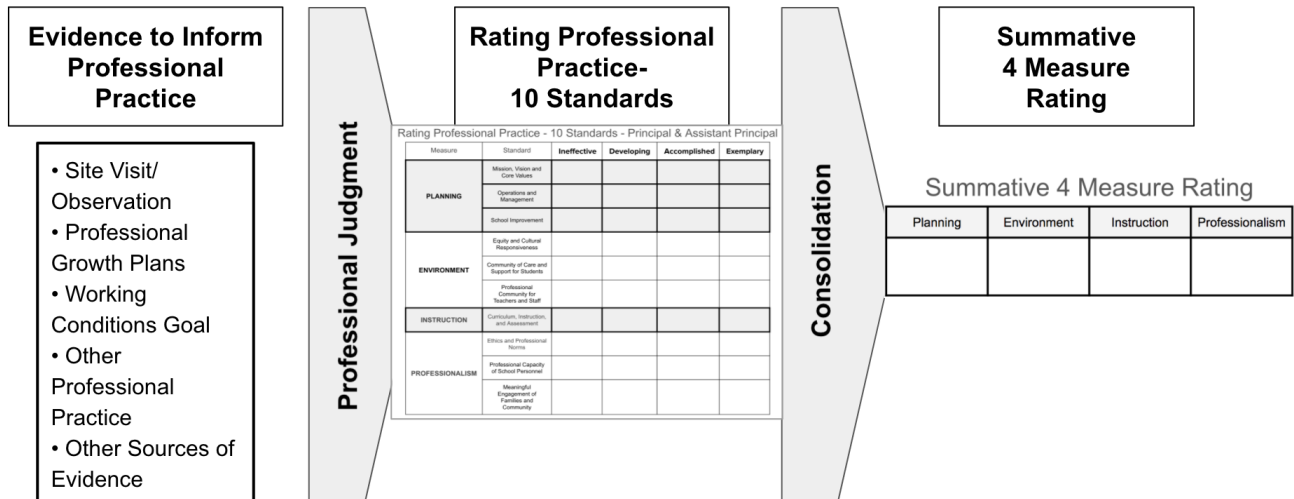 Evidence to Inform
Professional
Practice
• Site Visit/
Observation
• Professional
Growth Plans
• Working
Conditions Goal
• Other
Professional
Practice
• Other Sources of
Evidence
Professional Judgment
Rating Professional
Practice-
10 Standards
Rating Professional Practice - 10 Standards - Principal & Assistant Principal
Measure Standard Ineffective Developing Accomplished Exemplary
PLANNING
Mission, Vision and
Core Values
Operations and
Management
School Improvement
ENVIRONMENT
Equity and Cultural
Responsiveness
Community of Care and
Support for Students
Professional
Community for
Teachers and Staff
INSTRUCTION
Curriculum, Instruction,
and Assessment
PROFESSIONALISM
Ethics and Professional
Norms
Professional Capacity
of School Personnel
Meaningful
Engagement of
Families and
Community
Consolidation
Summative
4 Measure
Rating
Summative 4 Measure Rating
Planning Environment Instruction Professionalism